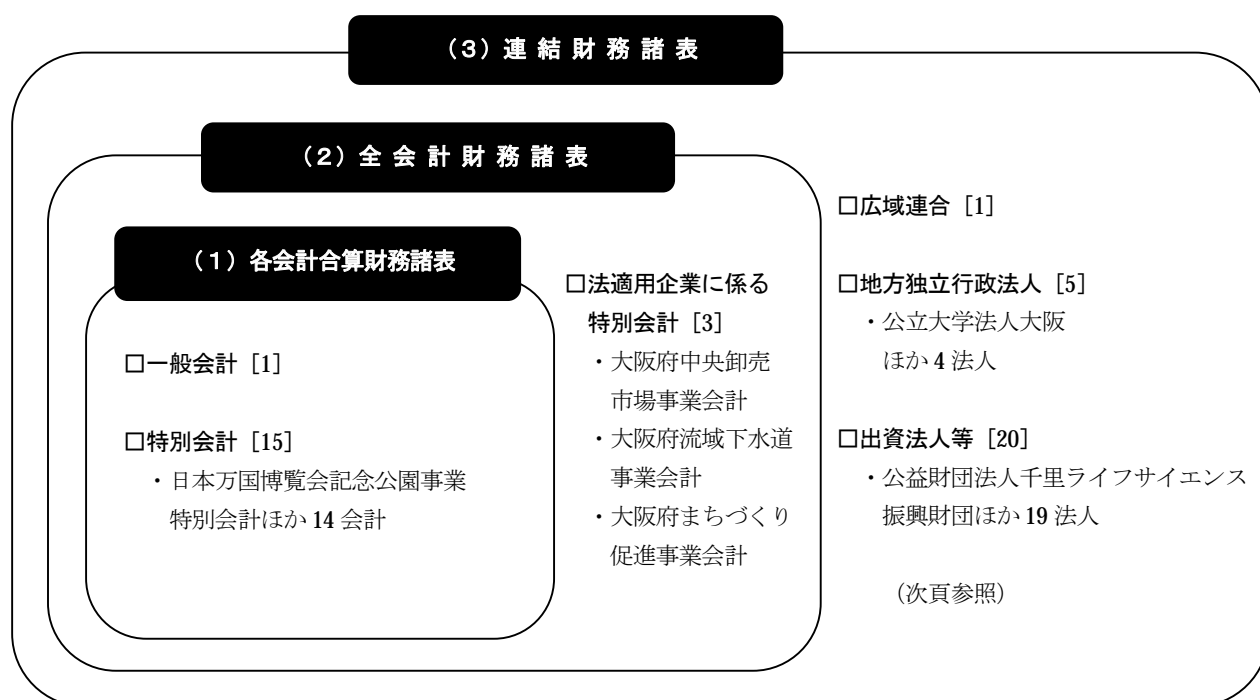 （３）連 結 財 務 諸 表
（２）全 会 計 財 務 諸 表
（１）各会計合算財務諸表
□一般会計［1］
□特別会計［15］
・日本万国博覧会記念公園事業
特別会計ほか 14 会計
□法適用企業に係る
特別会計［3］
・大阪府中央卸売
市場事業会計
・大阪府流域下水道
事業会計
・大阪府まちづくり
促進事業会計
□広域連合［1］
□地方独立行政法人［5］
・公立大学法人大阪
ほか 4 法人
□出資法人等［20］
・公益財団法人千里ライフサイエンス
振興財団ほか 19 法人
（次頁参照）